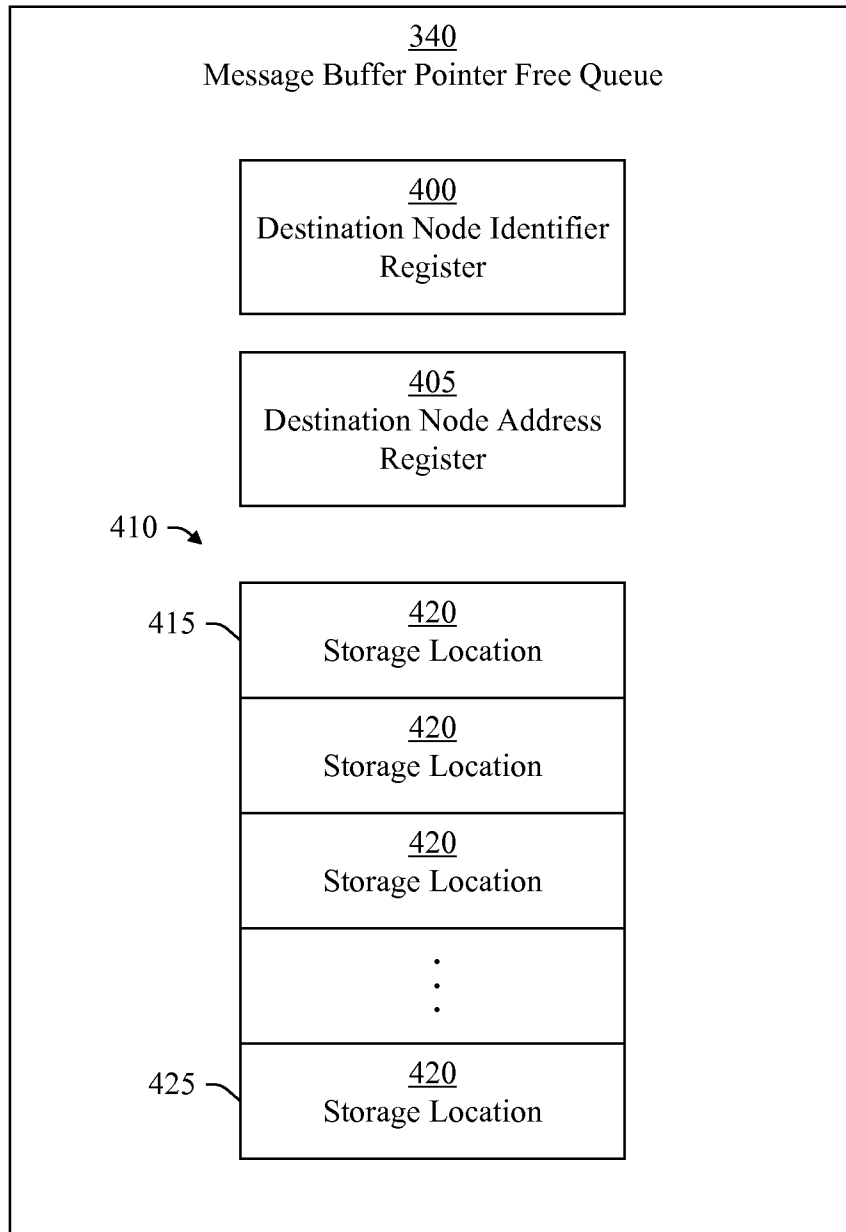 340
Message Buffer Pointer Free Queue
400
Destination Node Identifier
Register
405
Destination Node Address
Register
410
415
420
Storage Location
420
Storage Location
420
Storage Location
425
420
Storage Location